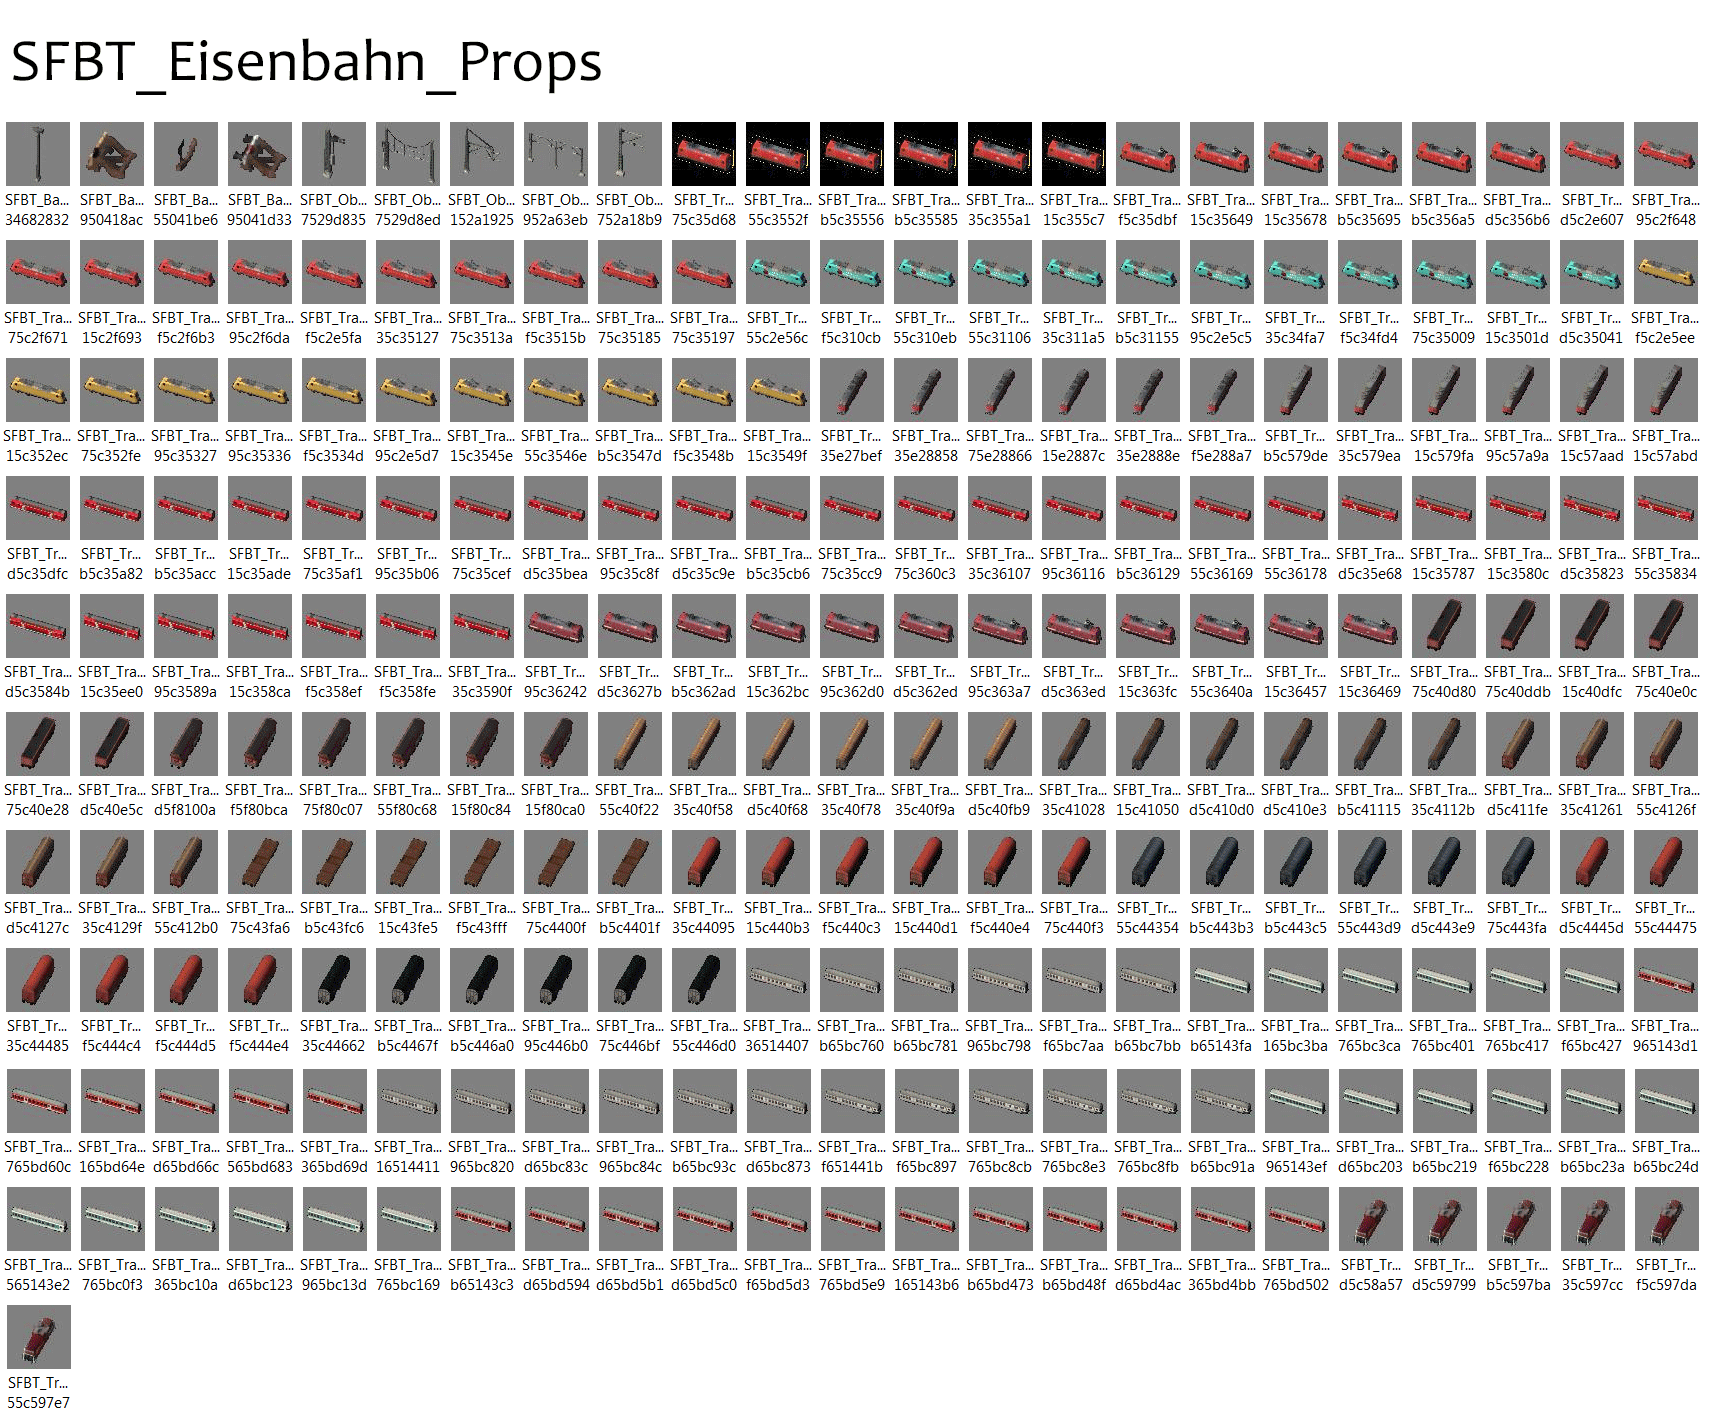 SFBT_Eisenbahn_Props
SFBT_Ba... SFBT_Ba... SFBT_Ba... SFBT_Ba... SFBT_Ob... SFBT_Ob... SFBT_Ob... SFBT_Ob... SFBT_Ob... SFBT_Tr... SFBT_Tra... SFBT_Tra... SFBT_Tra... SFBT_Tra... SFBT_Tra... SFBT_Tra... SFBT_Tra... SFBT_Tra... SFBT_Tra... SFBT_Tra... SFBT_Tra... SFBT_Tr... SFBT_Tra...
34682832 950418ac 55041be6 95041d33 7529d835 7529d8ed 152a1925 952a63eb 752a18b9 75c35d68 55c3552f b5c35556 b5c35585 35c355a1 15c355c7 f5c35dbf 15c35649 15c35678 b5c35695 b5c356a5 d5c356b6 d5c2e607 95c2f648
SFBT_Tra... SFBT_Tra... SFBT_Tra... SFBT_Tra... SFBT_Tra... SFBT_Tra... SFBT_Tra... SFBT_Tra... SFBT_Tra... SFBT_Tra... SFBT_Tr... SFBT_Tr... SFBT_Tr... SFBT_Tr... SFBT_Tr... SFBT_Tr... SFBT_Tra... SFBT_Tr... SFBT_Tr... SFBT_Tr... SFBT_Tr... SFBT_Tr... SFBT_Tra...
75c2f671 15c2f693 f5c2f6b3 95c2f6da f5c2e5fa 35c35127 75c3513a f5c3515b 75c35185 75c35197 55c2e56c f5c310cb 55c310eb 55c31106 35c311a5 b5c31155 95c2e5c5 35c34fa7 f5c34fd4 75c35009 15c3501d d5c35041 f5c2e5ee
SFBT_Tra... SFBT_Tra... SFBT_Tra... SFBT_Tra... SFBT_Tra... SFBT_Tra... SFBT_Tra... SFBT_Tra... SFBT_Tra... SFBT_Tra... SFBT_Tra... SFBT_Tr... SFBT_Tra... SFBT_Tra... SFBT_Tra... SFBT_Tra... SFBT_Tra... SFBT_Tr... SFBT_Tra... SFBT_Tra... SFBT_Tra... SFBT_Tra... SFBT_Tra...
15c352ec 75c352fe 95c35327 95c35336 f5c3534d 95c2e5d7 15c3545e 55c3546e b5c3547d f5c3548b 15c3549f 35e27bef 35e28858 75e28866 15e2887c 35e2888e f5e288a7 b5c579de 35c579ea 15c579fa 95c57a9a 15c57aad 15c57abd
SFBT_Tr... SFBT_Tr... SFBT_Tr... SFBT_Tra... SFBT_Tr... SFBT_Tra... SFBT_Tr... SFBT_Tra... SFBT_Tra... SFBT_Tra... SFBT_Tra... SFBT_Tra... SFBT_Tra... SFBT_Tra... SFBT_Tra... SFBT_Tra... SFBT_Tra... SFBT_Tra... SFBT_Tra... SFBT_Tra... SFBT_Tra... SFBT_Tra... SFBT_Tra...
d5c35dfc b5c35a82 b5c35acc 15c35ade 75c35af1 95c35b06 75c35cef d5c35bea 95c35c8f d5c35c9e b5c35cb6 75c35cc9 75c360c3 35c36107 95c36116 b5c36129 55c36169 55c36178 d5c35e68 15c35787 15c3580c d5c35823 55c35834
SFBT_Tra... SFBT_Tra... SFBT_Tra... SFBT_Tra... SFBT_Tra... SFBT_Tra... SFBT_Tra... SFBT_Tr... SFBT_Tr... SFBT_Tr... SFBT_Tr... SFBT_Tr... SFBT_Tr... SFBT_Tr... SFBT_Tr... SFBT_Tr... SFBT_Tr... SFBT_Tr... SFBT_Tr... SFBT_Tra... SFBT_Tra... SFBT_Tra... SFBT_Tra...
d5c3584b 15c35ee0 95c3589a 15c358ca f5c358ef f5c358fe 35c3590f 95c36242 d5c3627b b5c362ad 15c362bc 95c362d0 d5c362ed 95c363a7 d5c363ed 15c363fc 55c3640a 15c36457 15c36469 75c40d80 75c40ddb 15c40dfc 75c40e0c
SFBT_Tra... SFBT_Tra... SFBT_Tra... SFBT_Tra... SFBT_Tra... SFBT_Tra... SFBT_Tra... SFBT_Tra... SFBT_Tra... SFBT_Tra... SFBT_Tra... SFBT_Tra... SFBT_Tra... SFBT_Tra... SFBT_Tra... SFBT_Tra... SFBT_Tra... SFBT_Tra... SFBT_Tra... SFBT_Tra... SFBT_Tra... SFBT_Tra... SFBT_Tra...
75c40e28 d5c40e5c d5f8100a f5f80bca 75f80c07 55f80c68 15f80c84 15f80ca0 55c40f22 35c40f58 d5c40f68 35c40f78 35c40f9a d5c40fb9 35c41028 15c41050 d5c410d0 d5c410e3 b5c41115 35c4112b d5c411fe 35c41261 55c4126f
SFBT_Tra... SFBT_Tra... SFBT_Tra... SFBT_Tra... SFBT_Tra... SFBT_Tra... SFBT_Tra... SFBT_Tra... SFBT_Tra... SFBT_Tr... SFBT_Tra... SFBT_Tra... SFBT_Tra... SFBT_Tra... SFBT_Tra... SFBT_Tr... SFBT_Tr... SFBT_Tr... SFBT_Tr... SFBT_Tr... SFBT_Tr... SFBT_Tr... SFBT_Tr...
d5c4127c 35c4129f 55c412b0 75c43fa6 b5c43fc6 15c43fe5 f5c43fff 75c4400f b5c4401f 35c44095 15c440b3 f5c440c3 15c440d1 f5c440e4 75c440f3 55c44354 b5c443b3 b5c443c5 55c443d9 d5c443e9 75c443fa d5c4445d 55c44475
SFBT_Tr... SFBT_Tr... SFBT_Tr... SFBT_Tr... SFBT_Tra... SFBT_Tra... SFBT_Tra... SFBT_Tra... SFBT_Tra... SFBT_Tra... SFBT_Tra... SFBT_Tra... SFBT_Tra... SFBT_Tra... SFBT_Tra... SFBT_Tra... SFBT_Tra... SFBT_Tra... SFBT_Tra... SFBT_Tra... SFBT_Tra... SFBT_Tra... SFBT_Tra...
35c44485 f5c444c4 f5c444d5 f5c444e4 35c44662 b5c4467f b5c446a0 95c446b0 75c446bf 55c446d0 36514407 b65bc760 b65bc781 965bc798 f65bc7aa b65bc7bb b65143fa 165bc3ba 765bc3ca 765bc401 765bc417 f65bc427 965143d1
SFBT_Tra... SFBT_Tra... SFBT_Tra... SFBT_Tra... SFBT_Tra... SFBT_Tra... SFBT_Tra... SFBT_Tra... SFBT_Tra... SFBT_Tra... SFBT_Tra... SFBT_Tra... SFBT_Tra... SFBT_Tra... SFBT_Tra... SFBT_Tra... SFBT_Tra... SFBT_Tra... SFBT_Tra... SFBT_Tra... SFBT_Tra... SFBT_Tra... SFBT_Tra...
765bd60c 165bd64e d65bd66c 565bd683 365bd69d 16514411 965bc820 d65bc83c 965bc84c b65bc93c d65bc873 f651441b f65bc897 765bc8cb 765bc8e3 765bc8fb b65bc91a 965143ef d65bc203 b65bc219 f65bc228 b65bc23a b65bc24d
SFBT_Tra... SFBT_Tra... SFBT_Tra... SFBT_Tra... SFBT_Tra... SFBT_Tra... SFBT_Tra... SFBT_Tra... SFBT_Tra... SFBT_Tra... SFBT_Tra... SFBT_Tra... SFBT_Tra... SFBT_Tra... SFBT_Tra... SFBT_Tra... SFBT_Tra... SFBT_Tra... SFBT_Tr... SFBT_Tr... SFBT_Tr... SFBT_Tr... SFBT_Tr...
565143e2 765bc0f3 365bc10a d65bc123 965bc13d 765bc169 b65143c3 d65bd594 d65bd5b1 d65bd5c0 f65bd5d3 765bd5e9 165143b6 b65bd473 b65bd48f d65bd4ac 365bd4bb 765bd502 d5c58a57 d5c59799 b5c597ba 35c597cc f5c597da
SFBT_Tr...
55c597e7